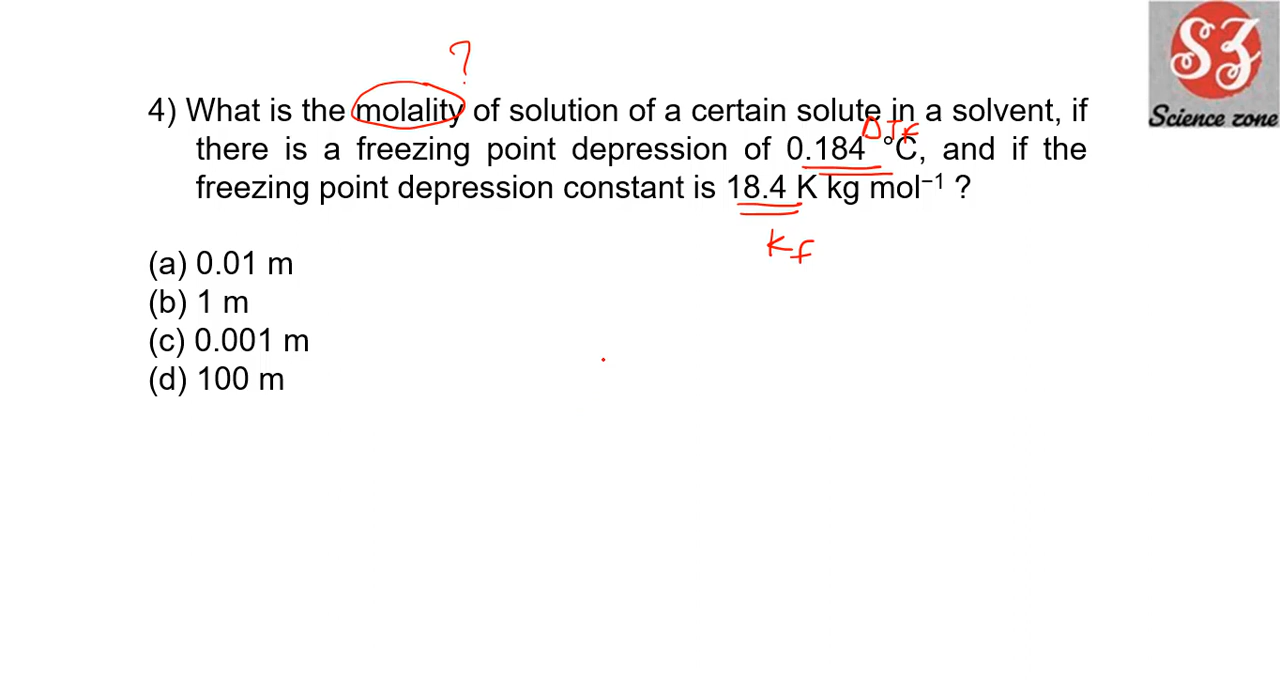 SZ
Science zone
?
4) What is the molality of solution of a certain solute in a solvent, if
ΔTf
there is a freezing point depression of 0.184 °C, and if the
freezing point depression constant is 18.4 K kg mol⁻¹ ?
Kf
(a) 0.01 m
(b) 1 m
(c) 0.001 m
(d) 100 m